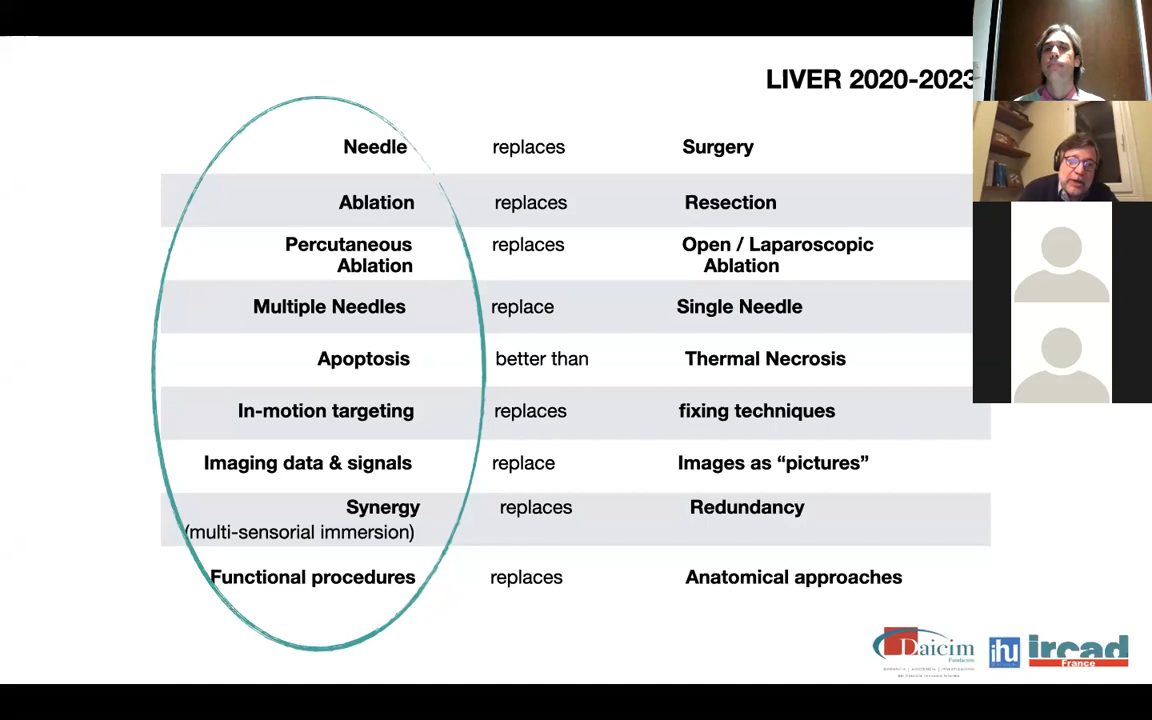 LIVER 2020-2023
Needle replaces Surgery
Ablation replaces Resection
Percutaneous Ablation replaces Open / Laparoscopic Ablation
Multiple Needles replace Single Needle
Apoptosis better than Thermal Necrosis
In-motion targeting replaces fixing techniques
Imaging data & signals replace Images as “pictures”
Synergy replaces Redundancy
(multi-sensorial immersion)
Functional procedures replaces Anatomical approaches
Daicim
Fundación
ihu
ircad
France